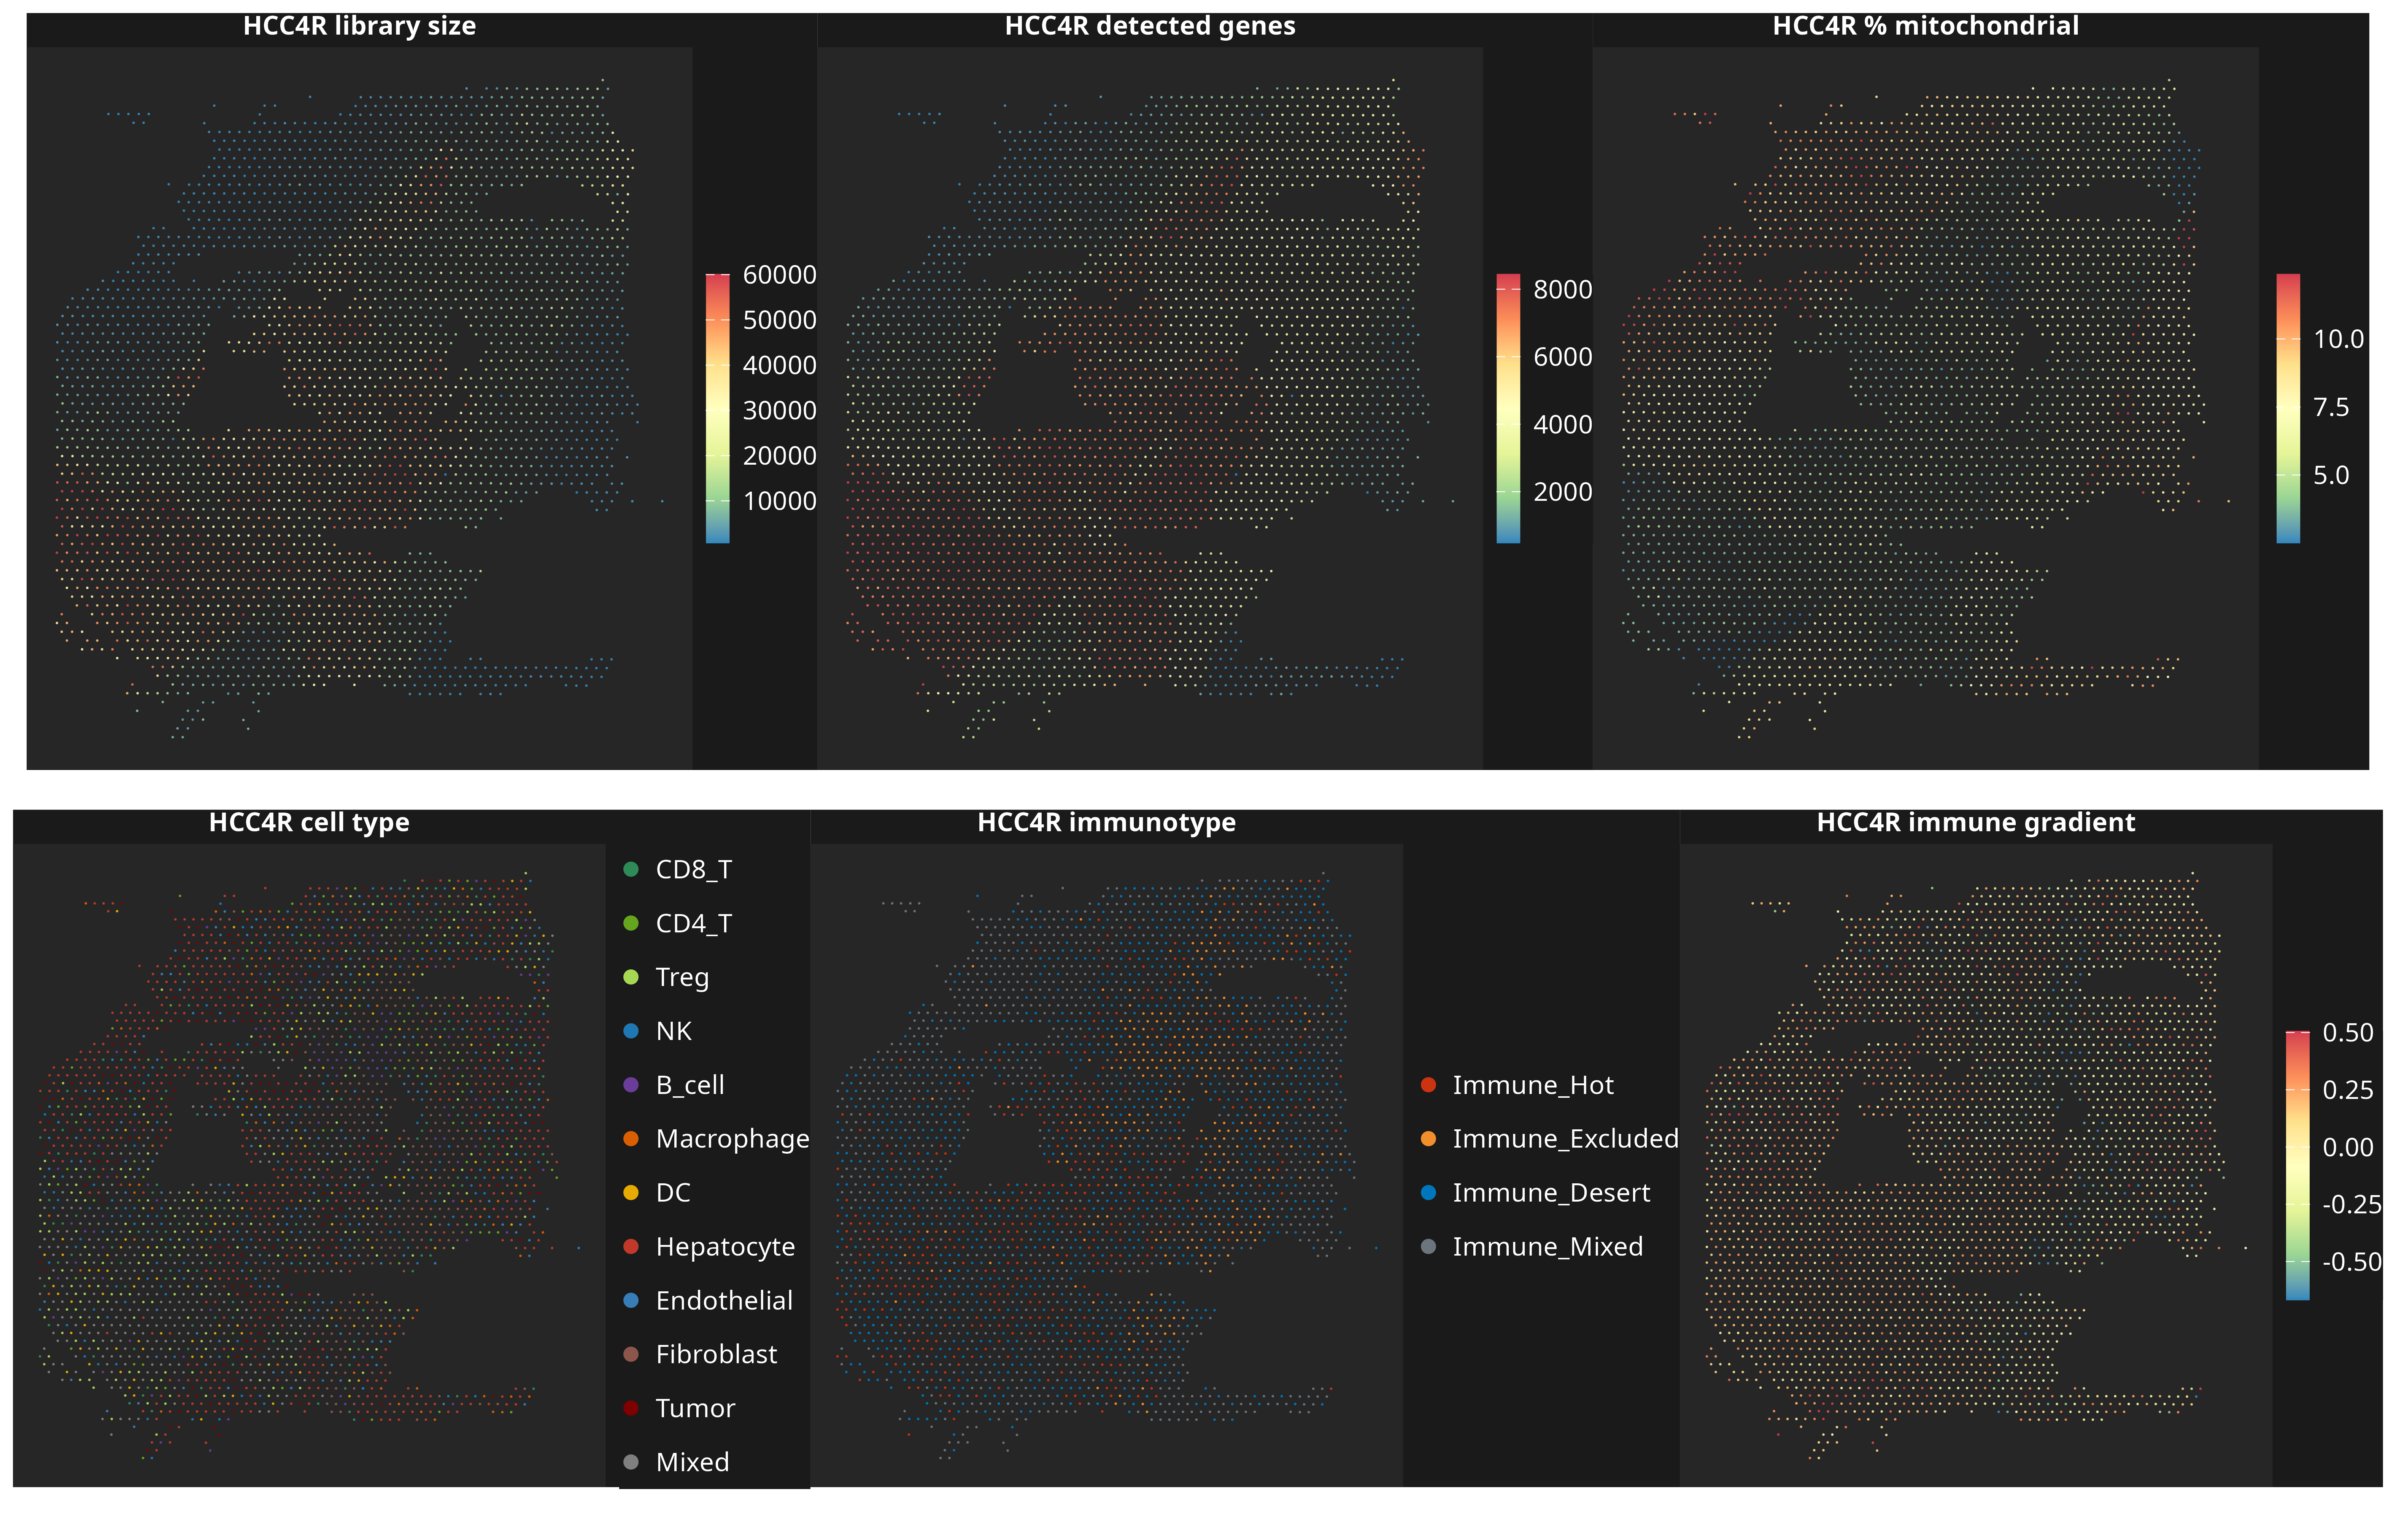 HCC4R library size
60000
50000
40000
30000
20000
10000
HCC4R detected genes
8000
6000
4000
2000
HCC4R % mitochondrial
10.0
7.5
5.0
HCC4R cell type
CD8_T
CD4_T
Treg
NK
B_cell
Macrophage
DC
Hepatocyte
Endothelial
Fibroblast
Tumor
Mixed
HCC4R immunotype
Immune_Hot
Immune_Excluded
Immune_Desert
Immune_Mixed
HCC4R immune gradient
0.50
0.25
0.00
-0.25
-0.50